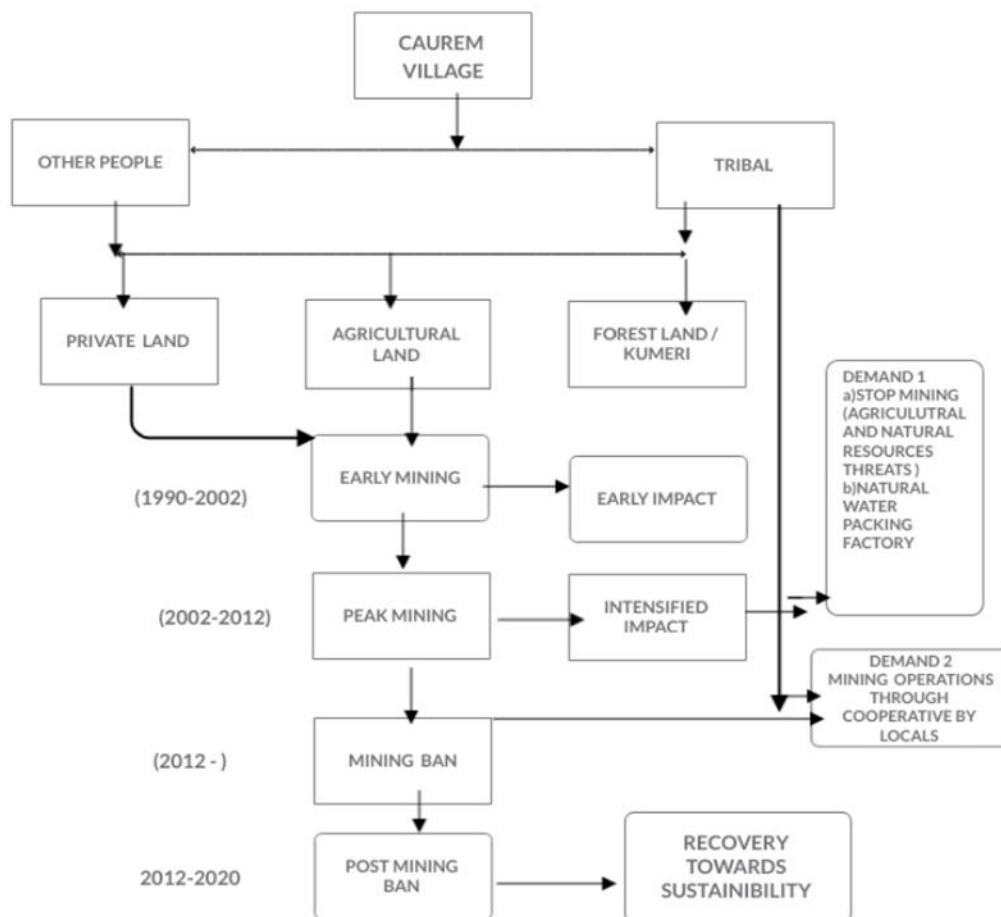 CAUREM
VILLAGE
OTHER PEOPLE
TRIBAL
PRIVATE LAND
AGRICULTURAL
LAND
FOREST LAND /
KUMERI
DEMAND 1
a)STOP MINING
(AGRICULUTRAL
AND NATURAL
RESOURCES
THREATS )
b)NATURAL
WATER
PACKING
FACTORY
(1990-2002)
EARLY MINING
EARLY IMPACT
(2002-2012)
PEAK MINING
INTENSIFIED
IMPACT
DEMAND 2
MINING OPERATIONS
THROUGH
COOPERATIVE BY
LOCALS
(2012 - )
MINING BAN
2012-2020
POST MINING
BAN
RECOVERY
TOWARDS
SUSTAINIBILITY